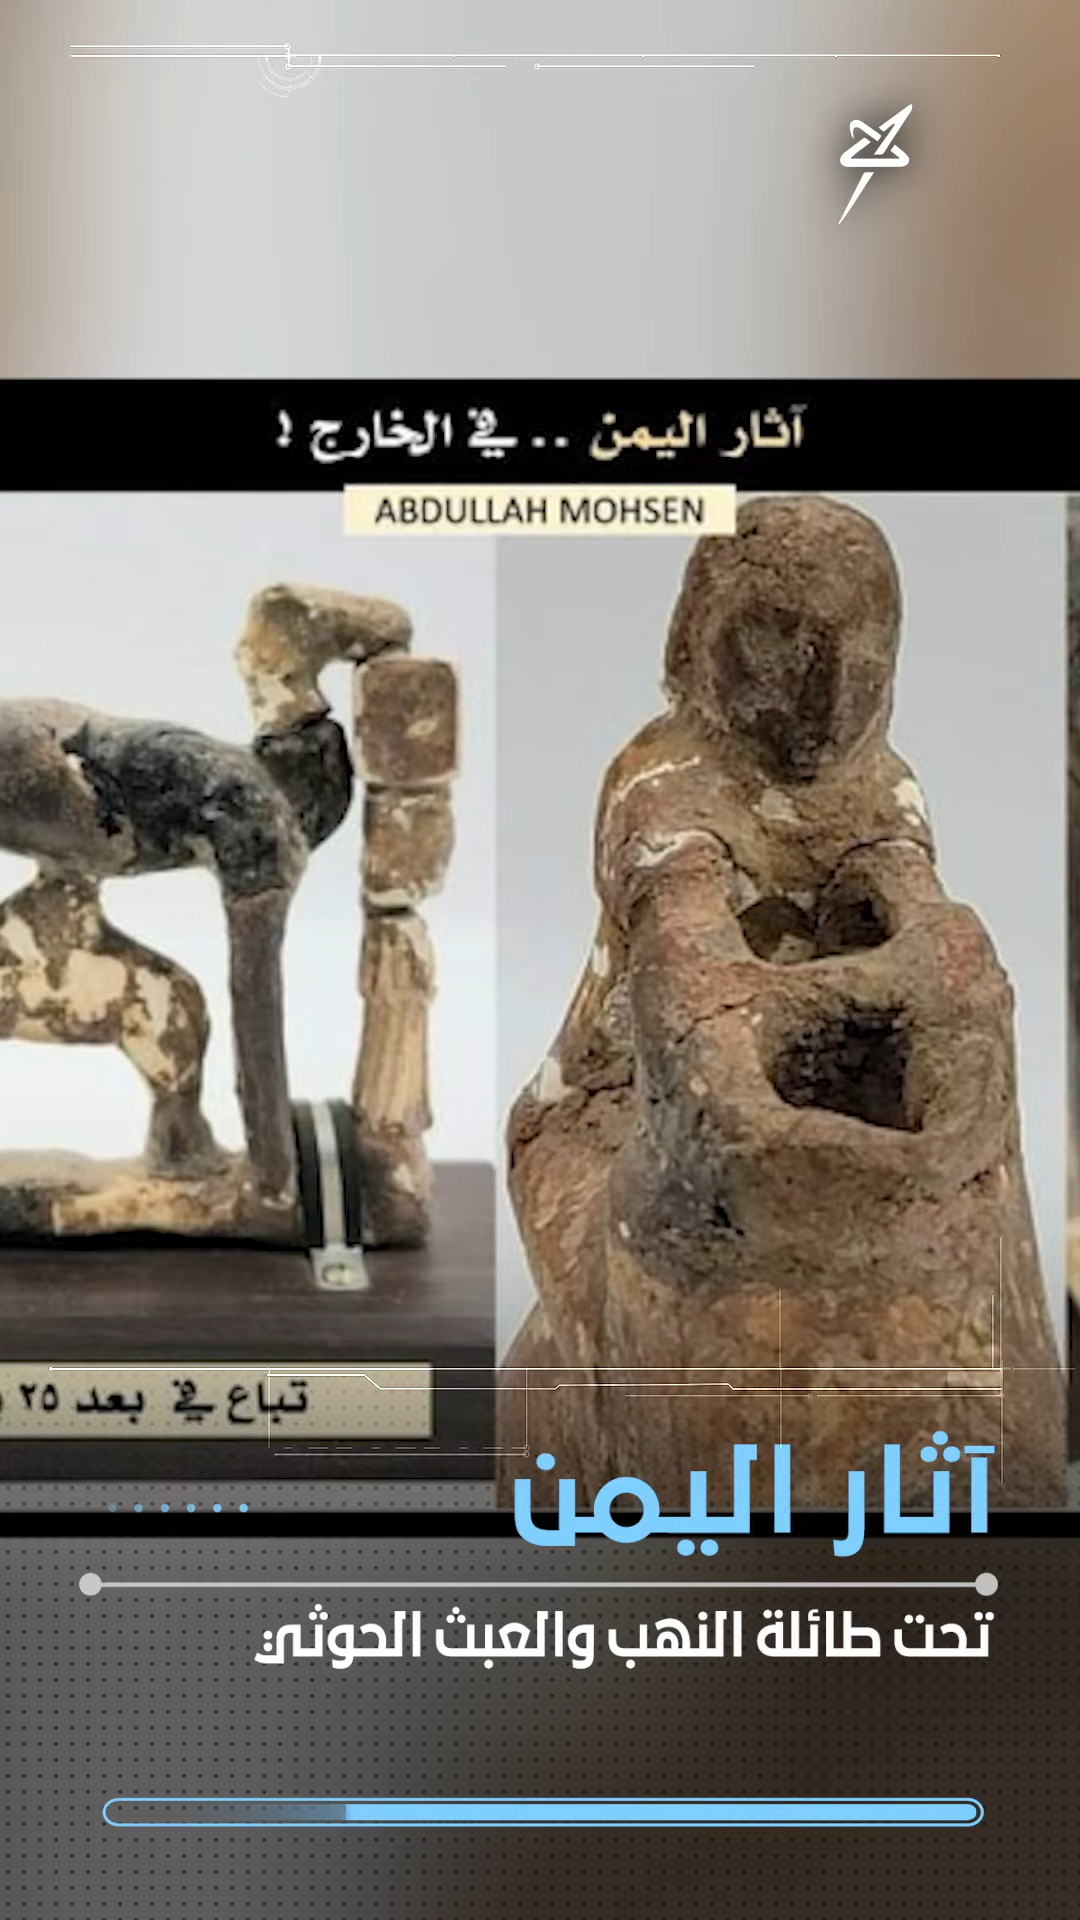 آثار اليمن .. في الخارج !
ABDULLAH MOHSEN
تباع في بعد ٢٥
آثار اليمن
تحت طائلة النهب والعبث الحوثي: